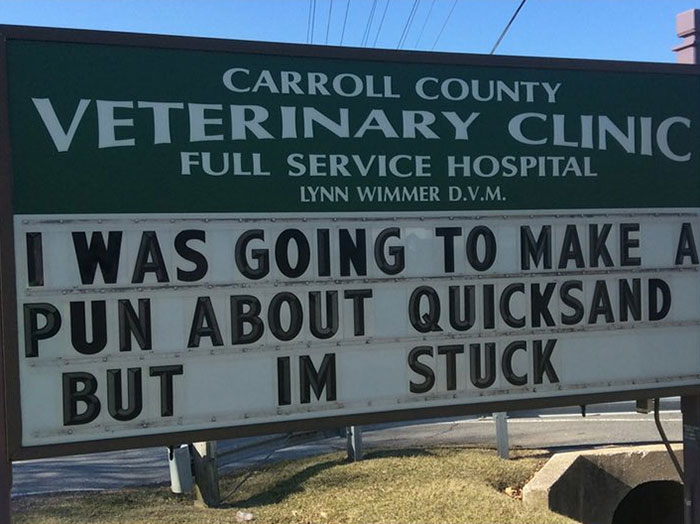 CARROLL COUNTY
VETERINARY CLINIC
FULL SERVICE HOSPITAL
LYNN WIMMER D.V.M.
I WAS GOING TO MAKE A
PUN ABOUT QUICKSAND
BUT IM STUCK